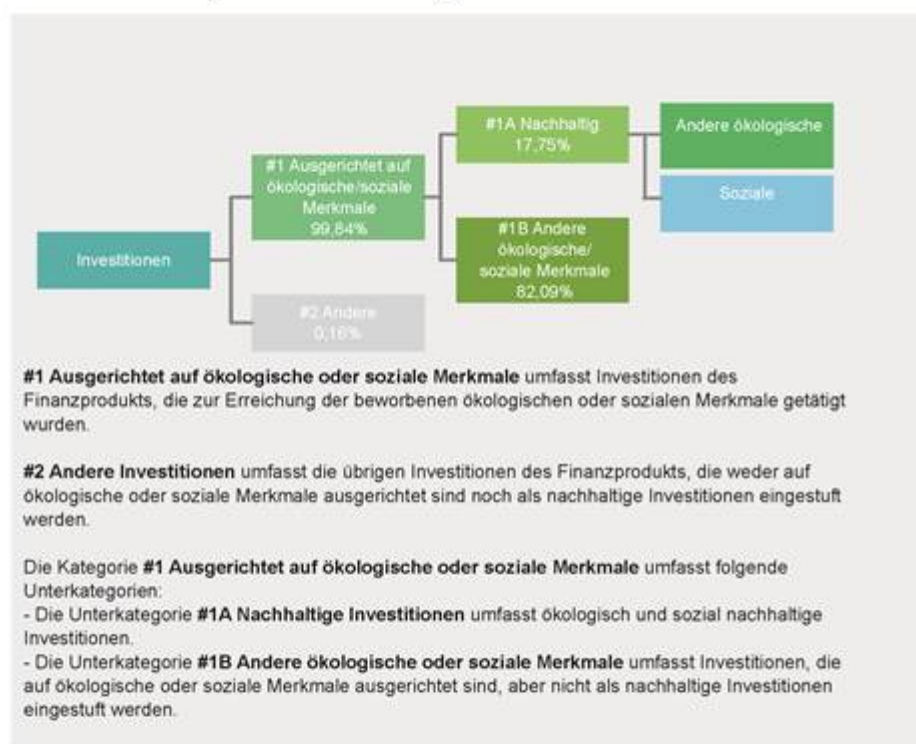 #1A Nachhaltig
17,75%
Andere ökologische
#1 Ausgerichtet auf
ökologische/soziale
Merkmale
99,84%
Soziale
#1B Andere
ökologische/
soziale Merkmale
82,09%
Investitionen
#2 Andere
0,16%
#1 Ausgerichtet auf ökologische oder soziale Merkmale umfasst Investitionen des
Finanzprodukts, die zur Erreichung der beworbenen ökologischen oder sozialen Merkmale getätigt
wurden.
#2 Andere Investitionen umfasst die übrigen Investitionen des Finanzprodukts, die weder auf
ökologische oder soziale Merkmale ausgerichtet sind noch als nachhaltige Investitionen eingestuft
werden.
Die Kategorie #1 Ausgerichtet auf ökologische oder soziale Merkmale umfasst folgende
Unterkategorien:
- Die Unterkategorie #1A Nachhaltige Investitionen umfasst ökologisch und sozial nachhaltige
Investitionen.
- Die Unterkategorie #1B Andere ökologische oder soziale Merkmale umfasst Investitionen, die
auf ökologische oder soziale Merkmale ausgerichtet sind, aber nicht als nachhaltige Investitionen
eingestuft werden.